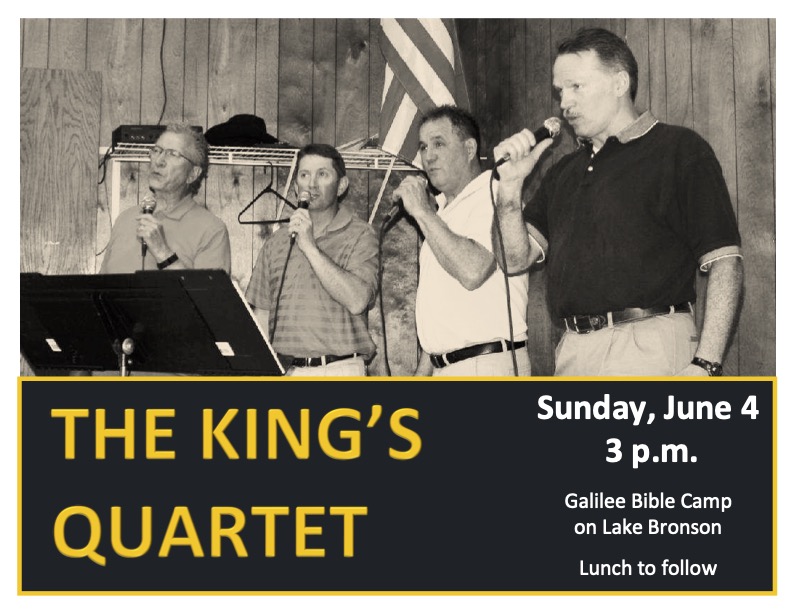 THE KING’S
QUARTET
Sunday, June 4
3 p.m.
Galilee Bible Camp
on Lake Bronson
Lunch to follow